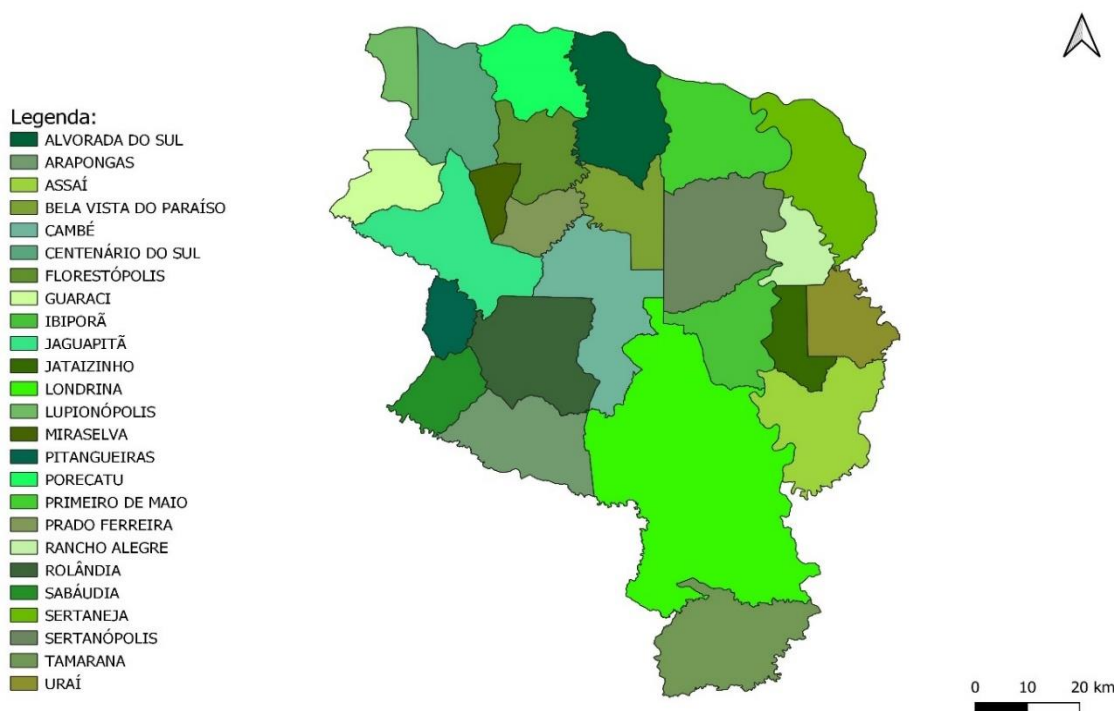 Legenda:
ALVORADA DO SUL
ARAPONGAS
ASSAÍ
BELA VISTA DO PARAÍSO
CAMBÉ
CENTENÁRIO DO SUL
FLORESTÓPOLIS
GUARACI
IBIPORÃ
JAGUAPITÃ
JATAIZINHO
LONDRINA
LUPIONÓPOLIS
MIRASELVA
PITANGUEIRAS
PORECATU
PRIMEIRO DE MAIO
PRADO FERREIRA
RANCHO ALEGRE
ROLÂNDIA
SABÁUDIA
SERTANEJA
SERTANÓPOLIS
TAMARANA
URAÍ
0 10 20 km